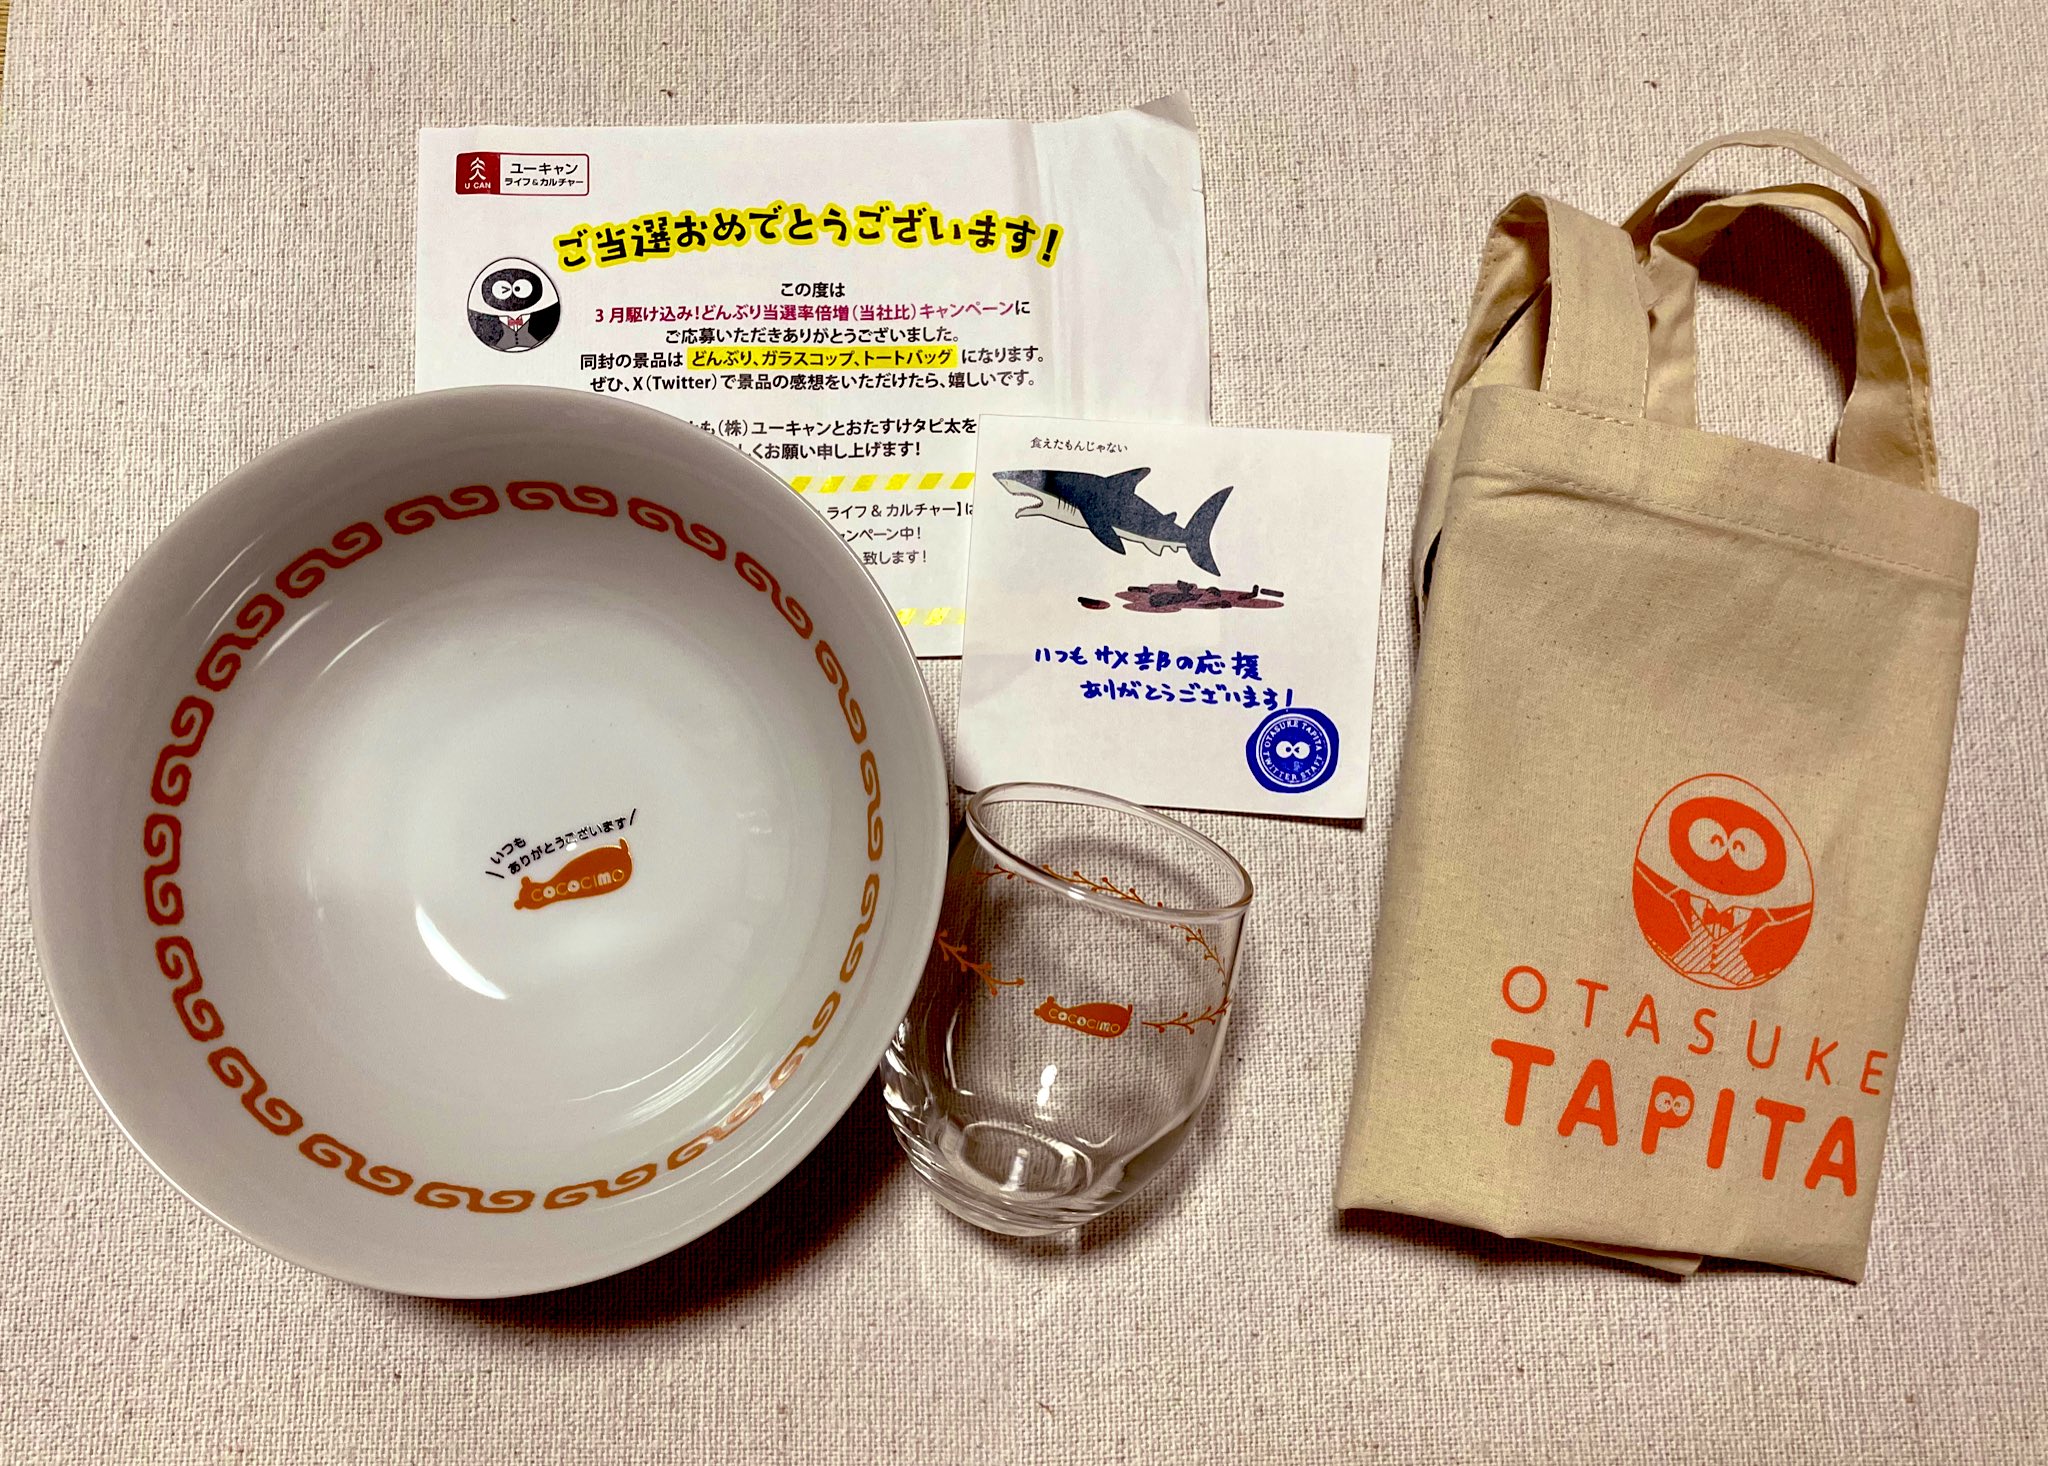 U CAN
ユーキャン
ライフ&カルチャー
ご当選おめでとうございます!
この度は
3月駆け込み!どんぶり当選率倍増(当社比)キャンペーンに
ご応募いただきありがとうございました。
同封の景品は どんぶり、ガラスコップ、トートバッグ になります。
ぜひ、X(Twitter)で景品の感想をいただけたら、嬉しいです。
も(株)ユーキャンとおたすけタピ太を
くお願い申し上げます!
ライフ&カルチャー】は
ンペーン中!
致します!
食えたもんじゃない
いつもサメ部の応援
ありがとうございます!
OTASUKE TAPITA
TWITTER STAFF
\いつも
ありがとうございます/
COCOCIMO
COCOCIMO
OTASUKE
TAPITA